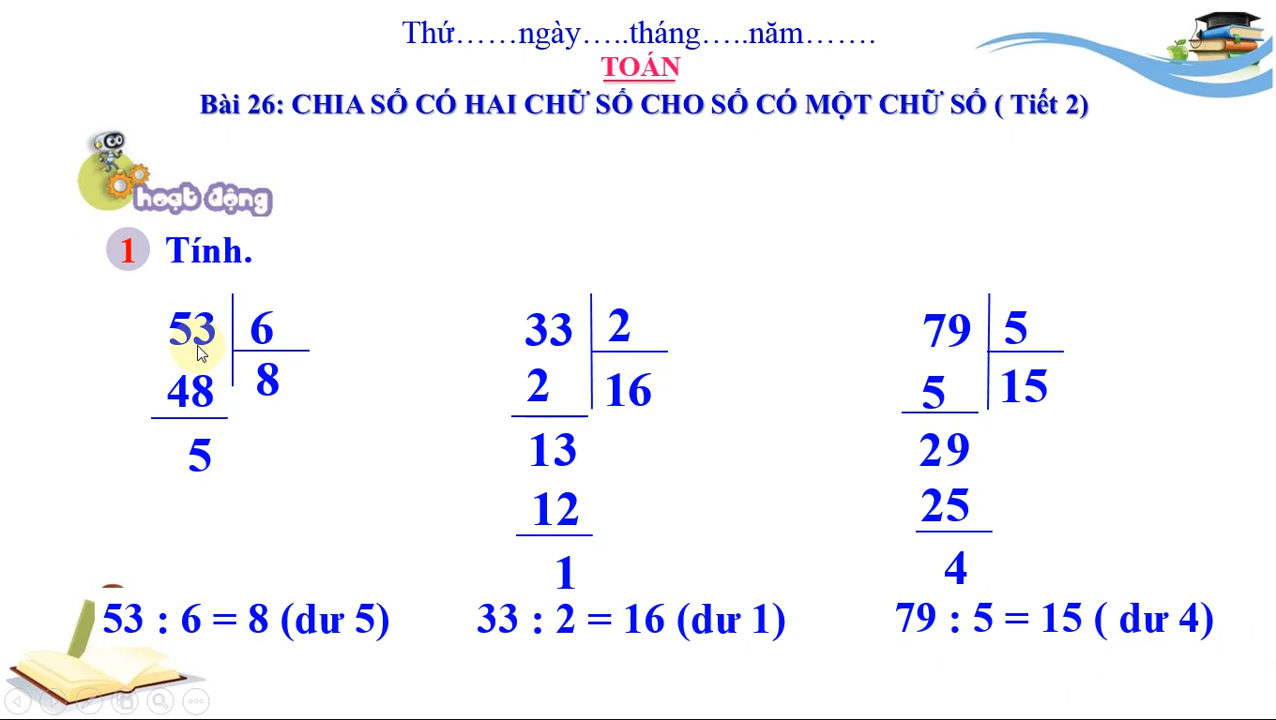 Thứ……ngày…..tháng…..năm…….
TOÁN
Bài 26: CHIA SỐ CÓ HAI CHỮ SỐ CHO SỐ CÓ MỘT CHỮ SỐ ( Tiết 2)
hoạt động
1 Tính.
53 6
48 8
5
33 2
2 16
13
12
1
79 5
5 15
29
25
4
53 : 6 = 8 (dư 5)
33 : 2 = 16 (dư 1)
79 : 5 = 15 ( dư 4)